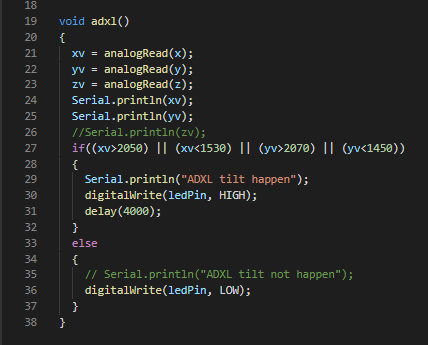 18
19 void adxl()
20 {
21 xv = analogRead(x);
22 yv = analogRead(y);
23 zv = analogRead(z);
24 Serial.println(xv);
25 Serial.println(yv);
26 //Serial.println(zv);
27 if((xv>2050) || (xv<1530) || (yv>2070) || (yv<1450))
28 {
29 Serial.println("ADXL tilt happen");
30 digitalWrite(ledPin, HIGH);
31 delay(4000);
32 }
33 else
34 {
35 // Serial.println("ADXL tilt not happen");
36 digitalWrite(ledPin, LOW);
37 }
38 }